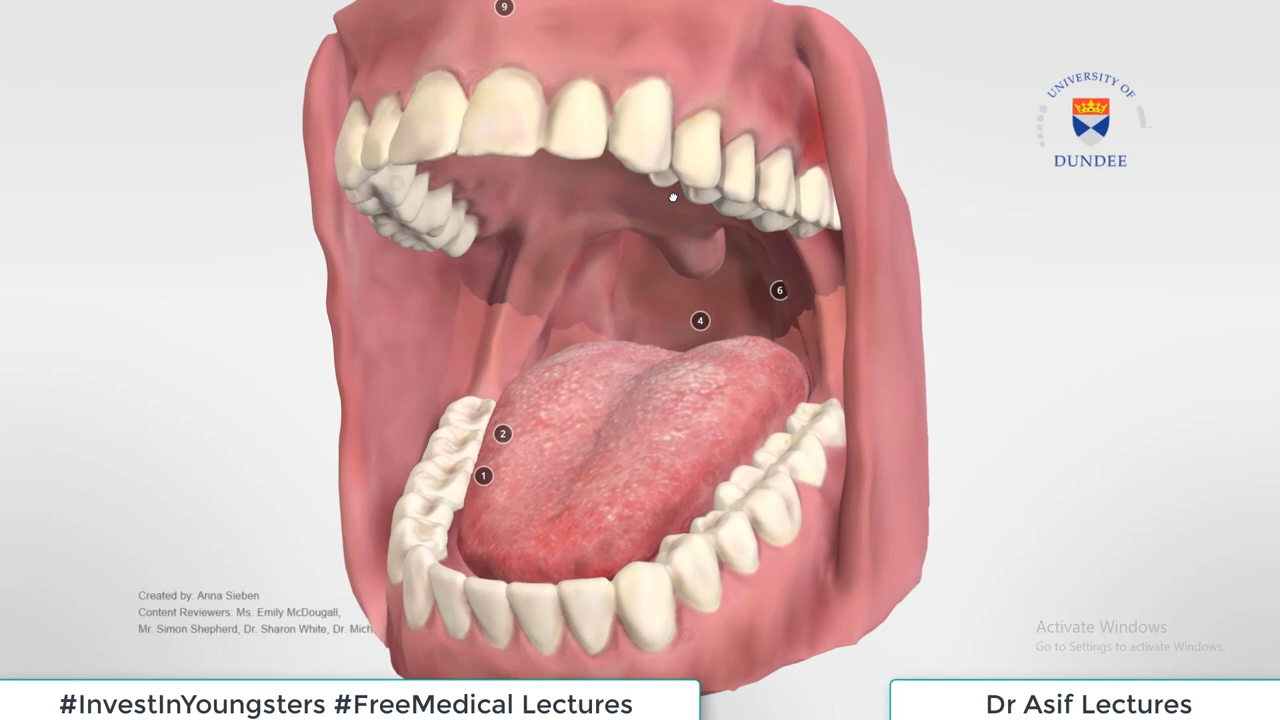 9
UNIVERSITY OF
DUNDEE
6
4
2
1
7
Created by: Anna Sieben
Content Reviewers: Ms. Emily McDougall,
Mr. Simon Shepherd, Dr. Sharon White, Dr. Mich
Activate Windows
Go to Settings to activate Windows.
#InvestInYoungsters #FreeMedical Lectures
Dr Asif Lectures